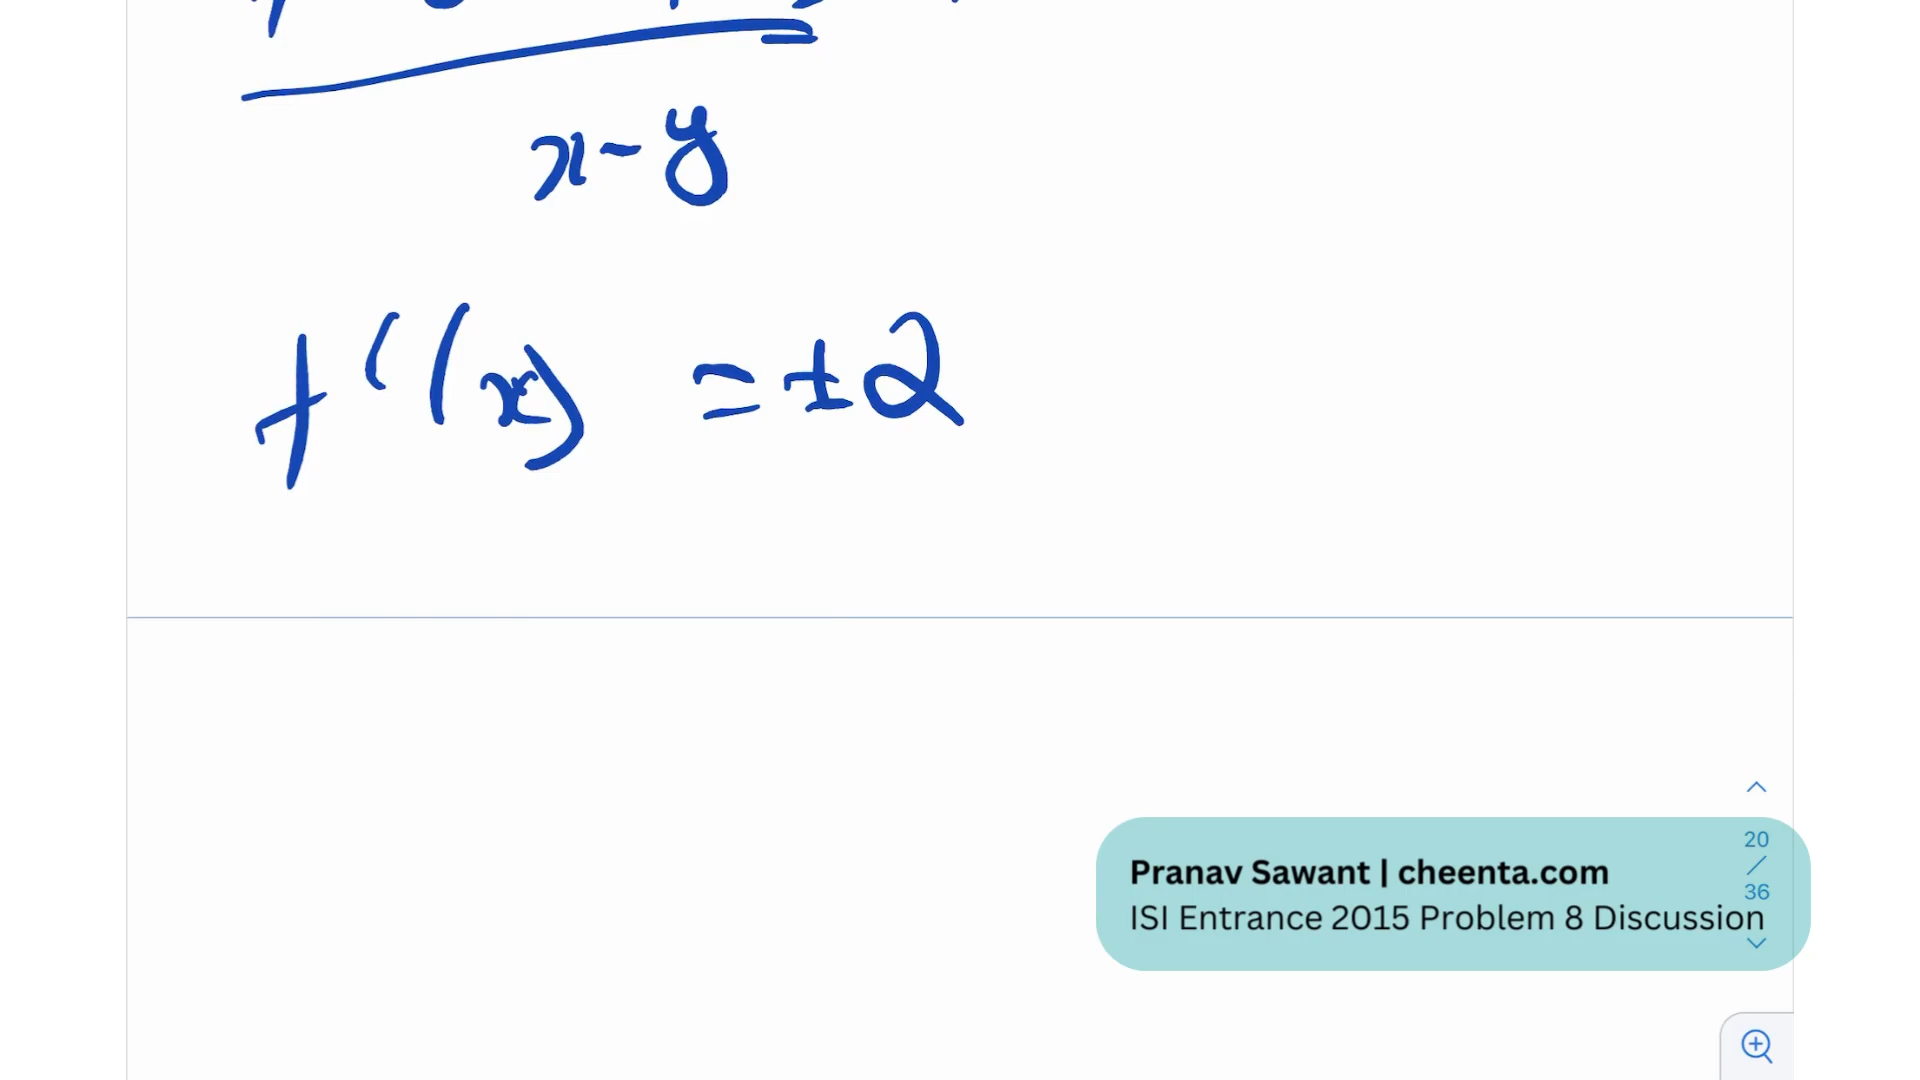 x-y
f'(x) = ±2
20
/
36
Pranav Sawant | cheenta.com
ISI Entrance 2015 Problem 8 Discussion